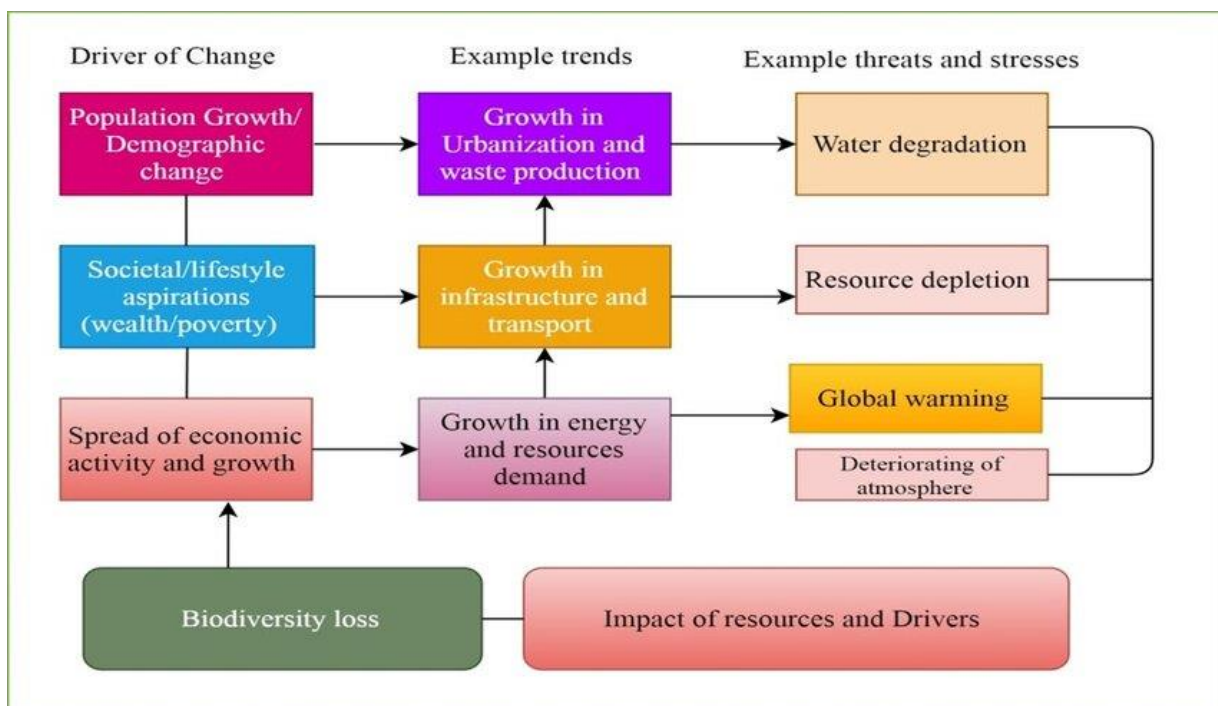 Driver of Change
Example trends
Example threats and stresses
Population Growth/
Demographic
change
Growth in
Urbanization and
waste production
Water degradation
Societal/lifestyle
aspirations
(wealth/poverty)
Growth in
infrastructure and
transport
Resource depletion
Spread of economic
activity and growth
Growth in energy
and resources
demand
Global warming
Deteriorating of
atmosphere
Biodiversity loss
Impact of resources and Drivers